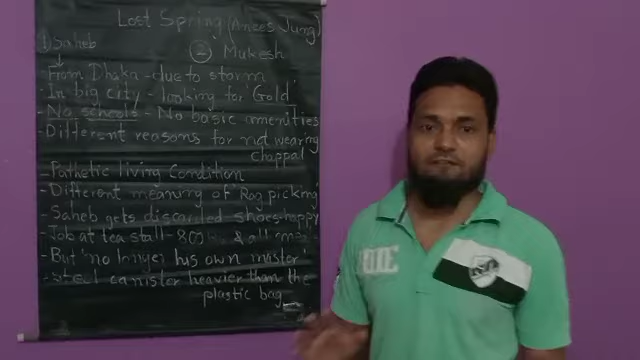 Lost Spring (Anees Jung)
① Saheb
② Mukesh
From Dhaka - due to storm
- In big city - looking for 'Gold'
- No schools - No basic amenities
- Different reasons for not wearing
chappal
- Pathetic living Condition
- Different meaning of 'Rag picking'
- Saheb gets discarded shoes-happy
- Job at tea stall - 800 & all
- But 'no longer his own master
- steel canister heavier than the
plastic bag